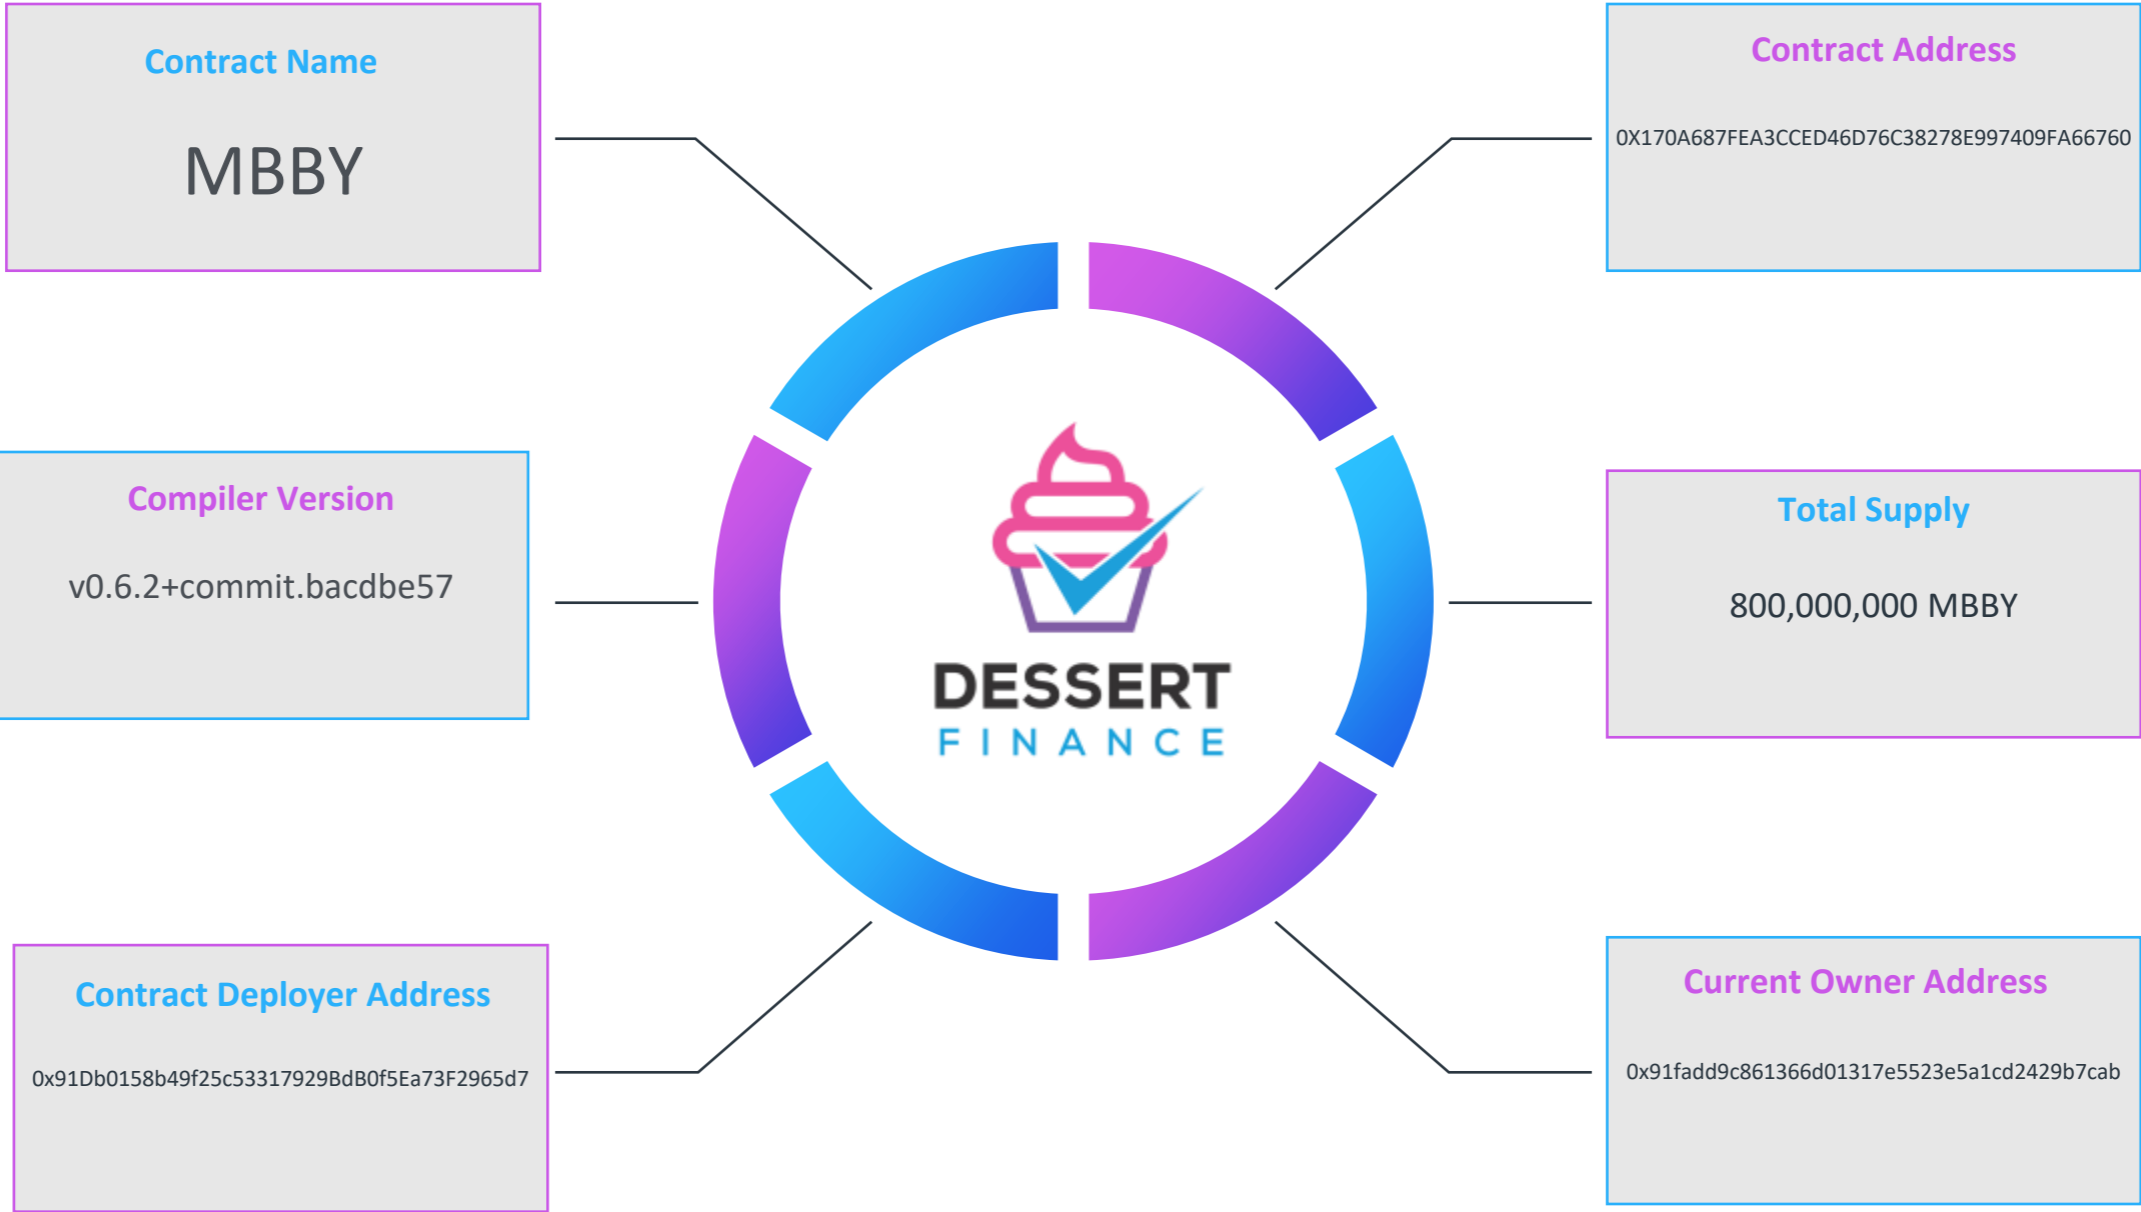 Contract Name
MBBY
Contract Address
0X170A687FEA3CCED46D76C38278E997409FA66760
Compiler Version
v0.6.2+commit.bacdbe57
DESSERT
FINANCE
Total Supply
800,000,000 MBBY
Contract Deployer Address
0x91Db0158b49f25c53317929BdB0f5Ea73F2965d7
Current Owner Address
0x91fadd9c861366d01317e5523e5a1cd2429b7cab